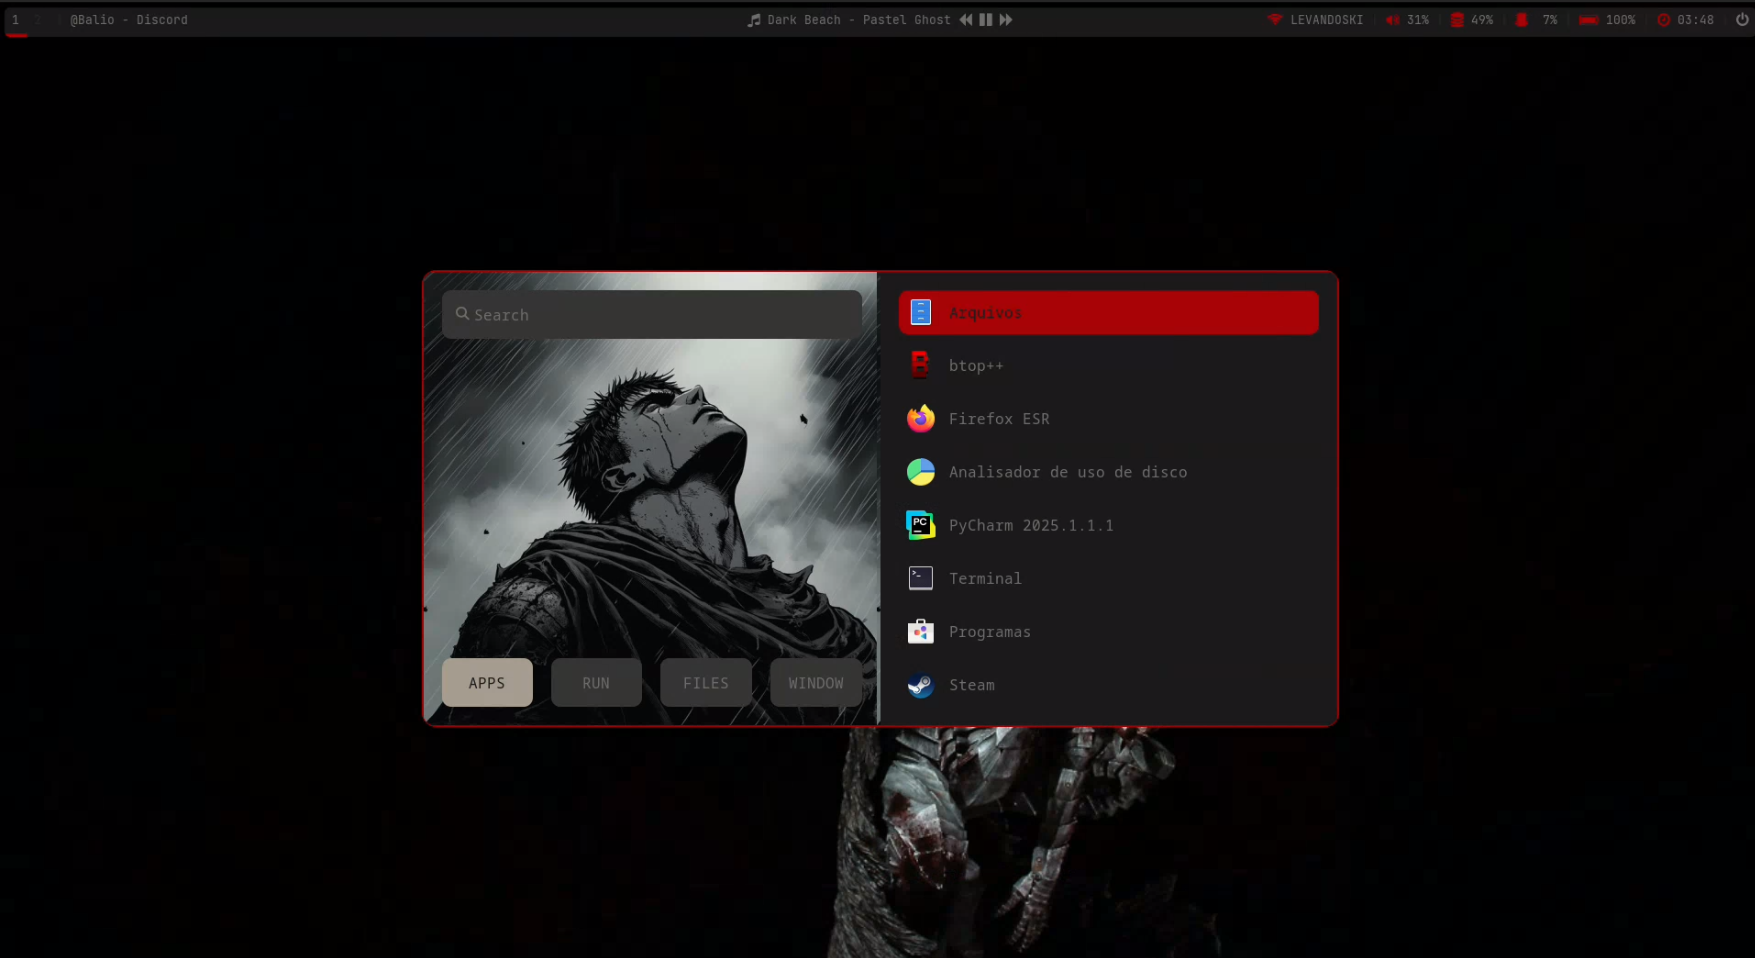 1 2 @Balio - Discord
Dark Beach - Pastel Ghost
LEVANDOSKI 31% 49% 7% 100% 03:48
Search
APPS RUN FILES WINDOW
Arquivos
btop++
Firefox ESR
Analisador de uso de disco
PC PyCharm 2025.1.1.1
Terminal
Programas
Steam